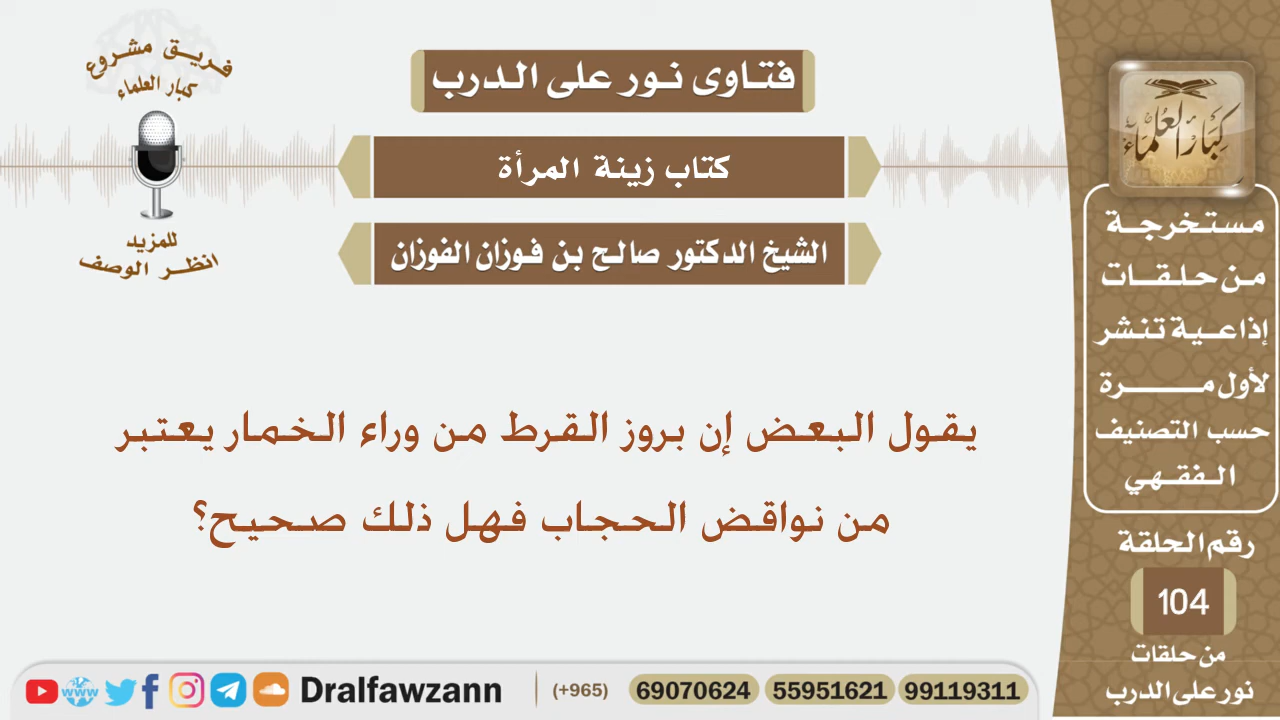 فريق مشروع
كبار العلماء
للمزيد
انظر الوصف
فتاوى نور على الدرب
كتاب زينة المرأة
الشيخ الدكتور صالح بن فوزان الفوزان
يقول البعض إن بروز القرط من وراء الخمار يعتبر
من نواقض الحجاب فهل ذلك صحيح؟
كِبَارُ العُلَمَاء
مستخرجة
من حلقات
إذاعية تنشر
لأول مرة
حسب التصنيف
الفقهي
رقم الحلقة
104
من حلقات
نور على الدرب
www Dralfawzann (+965) 69070624 55951621 99119311